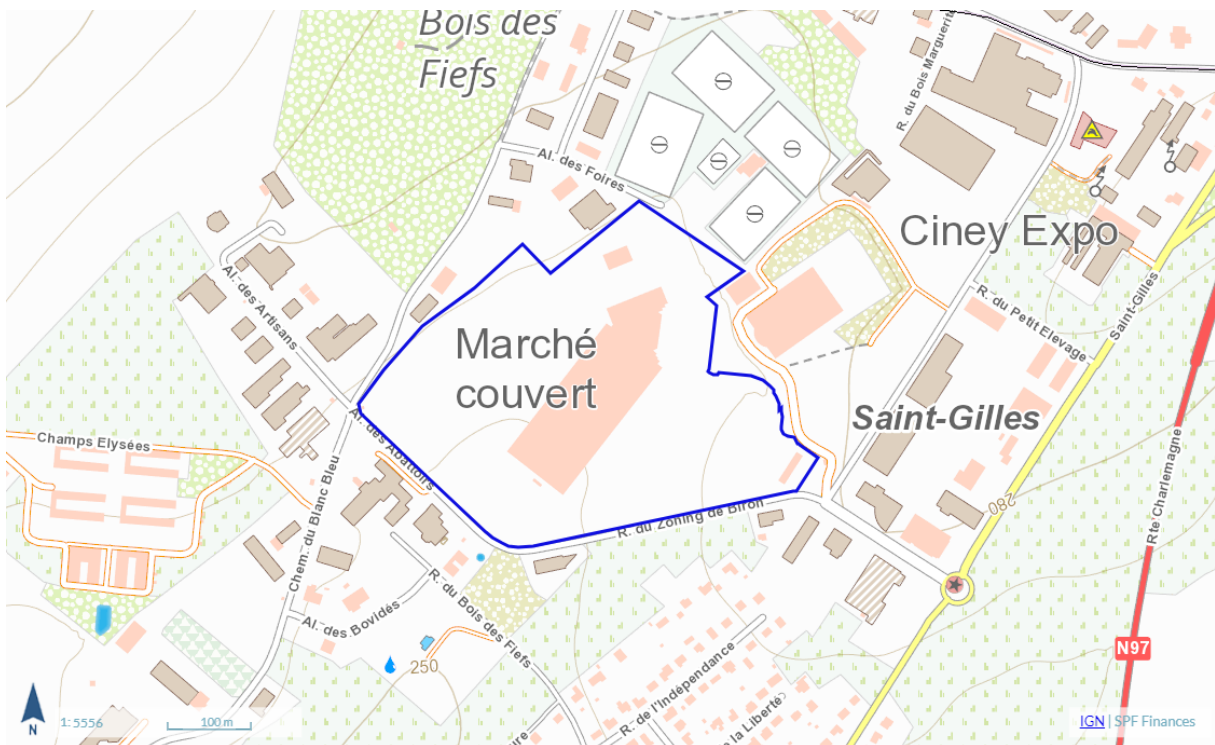 Bois des
Fiefs
R. du Bois Marguerit
Al. des Foires
Ciney Expo
Al. des Artisans
R. du Petit Elevage
Saint-Gilles
Marché
couvert
Saint-Gilles
Rte Charlemagne
Al. des Abattoirs
Champs Elysées
Chem. du Blanc Bleu
280
R. du Zoning de Biron
R. du Bois des Fiefs
Al. des Bovidés
250
R. de l'Indépendance
e la Liberté
ure
N97
N
1: 5556
100 m
IGN | SPF Finances